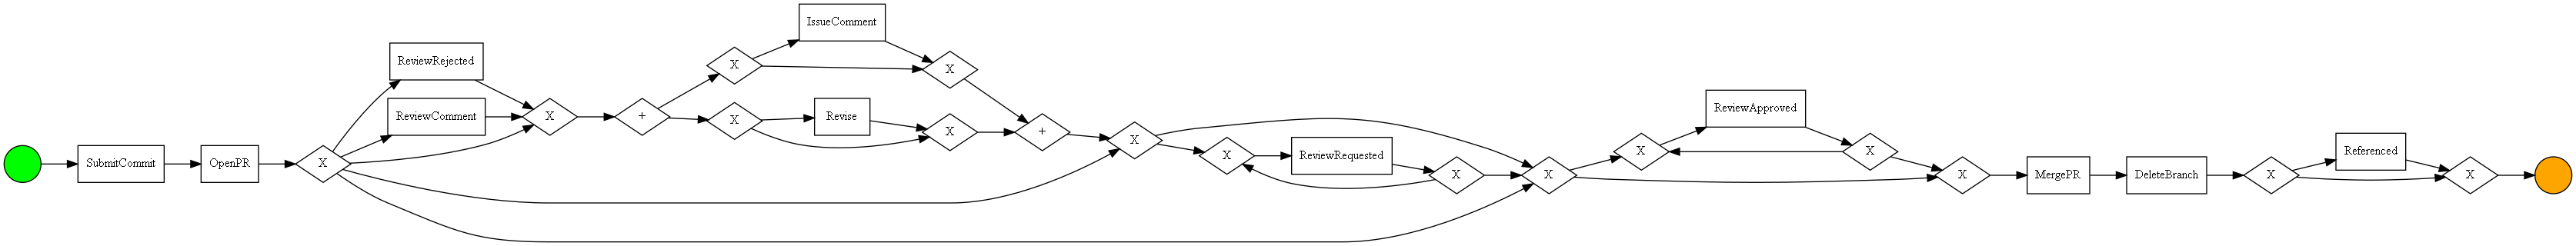 SubmitCommit
OpenPR
X
ReviewRejected
ReviewComment
X
+
X
IssueComment
X
X
Revise
X
+
X
X
ReviewRequested
X
X
X
ReviewApproved
X
X
MergePR
DeleteBranch
X
Referenced
X